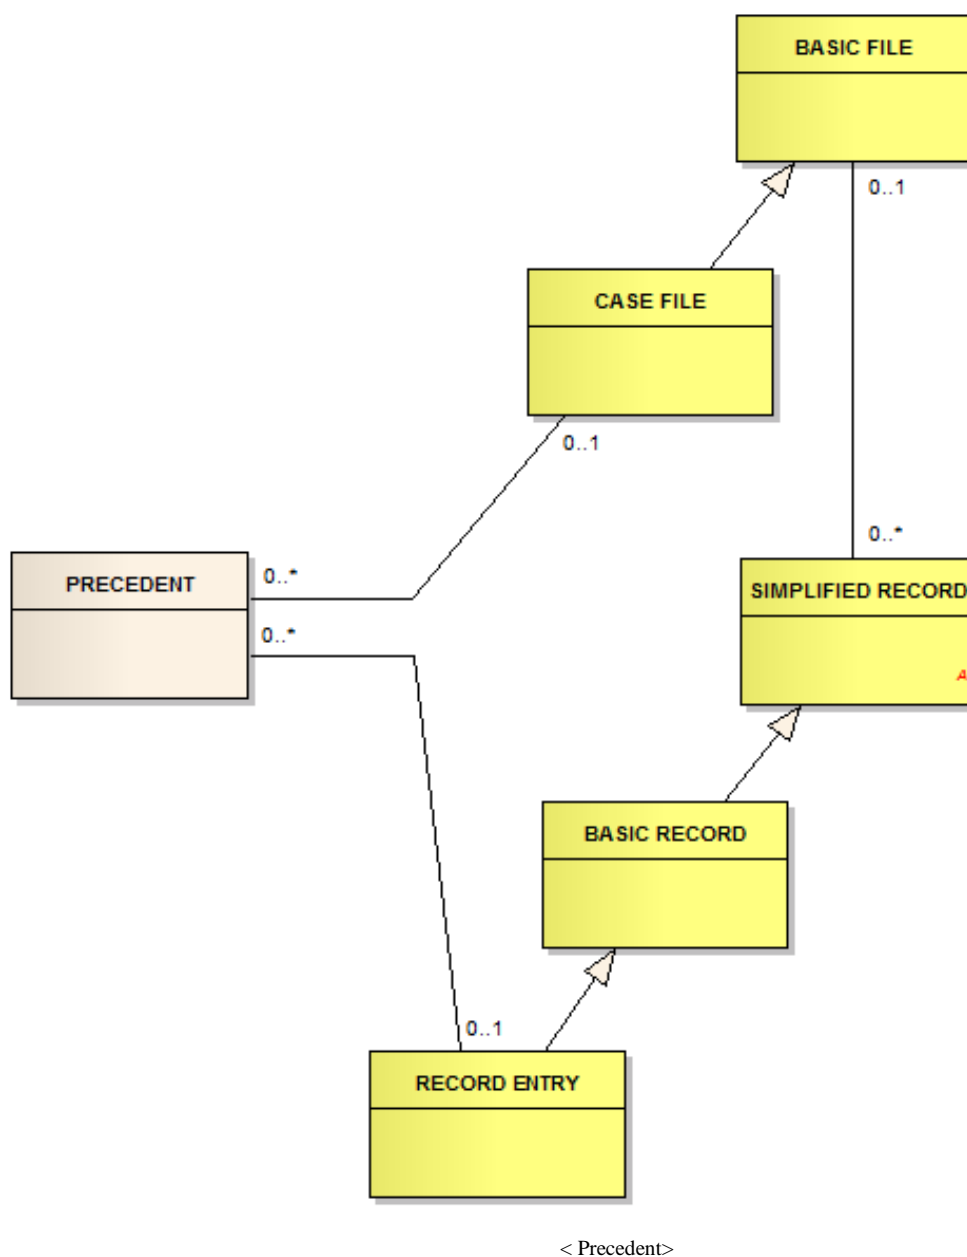 BASIC FILE
0..1
CASE FILE
0..1
0..*
PRECEDENT
0..*
0..*
SIMPLIFIED RECORD
A
BASIC RECORD
0..1
RECORD ENTRY
< Precedent>